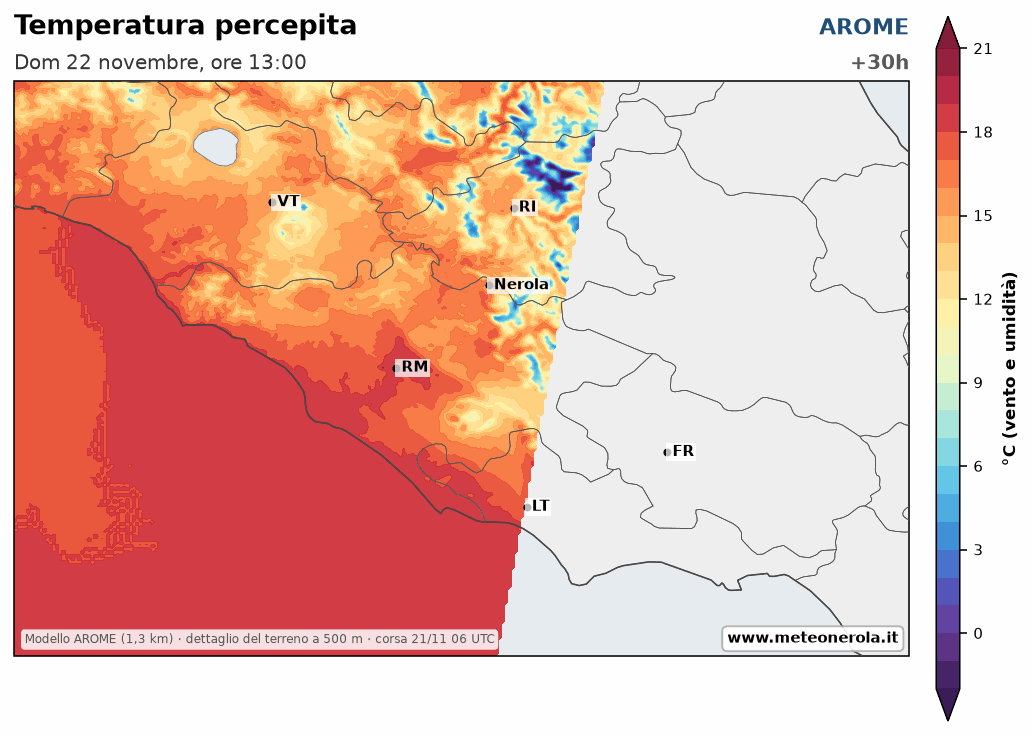 Temperatura percepita
AROME
Dom 22 novembre, ore 13:00
+30h
VT
RI
Nerola
RM
FR
LT
Modello AROME (1,3 km) · dettaglio del terreno a 500 m · corsa 21/11 06 UTC
www.meteonerola.it
21
18
15
12
9
6
3
0
°C (vento e umidità)